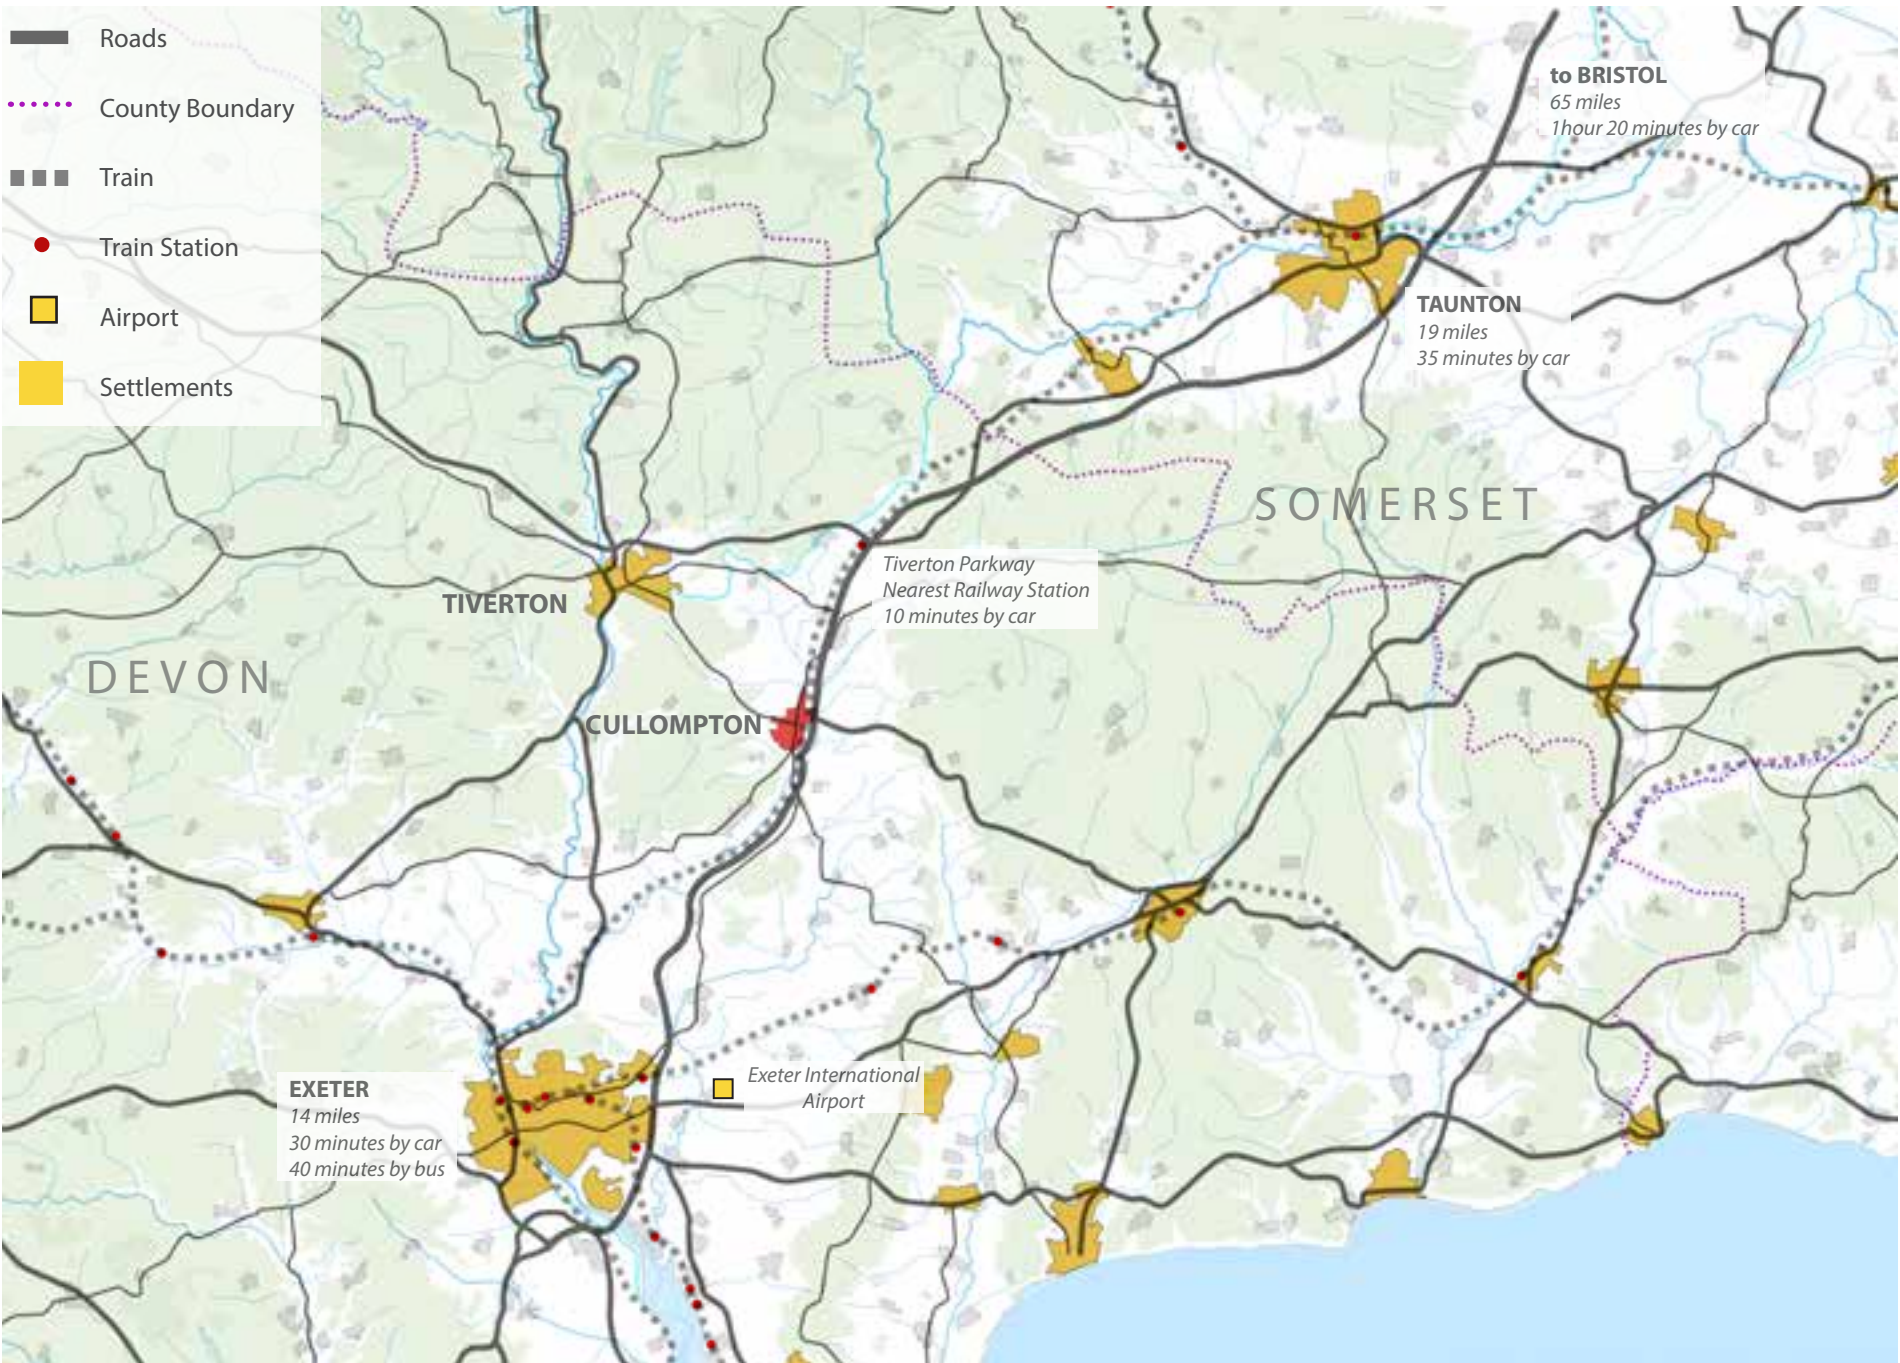 Roads
County Boundary
Train
Train Station
Airport
Settlements
to BRISTOL
65 miles
1hour 20 minutes by car
TAUNTON
19 miles
35 minutes by car
SOMERSET
Tiverton Parkway
Nearest Railway Station
10 minutes by car
TIVERTON
DEVON
CULLOMPTON
EXETER
14 miles
30 minutes by car
40 minutes by bus
Exeter International
Airport